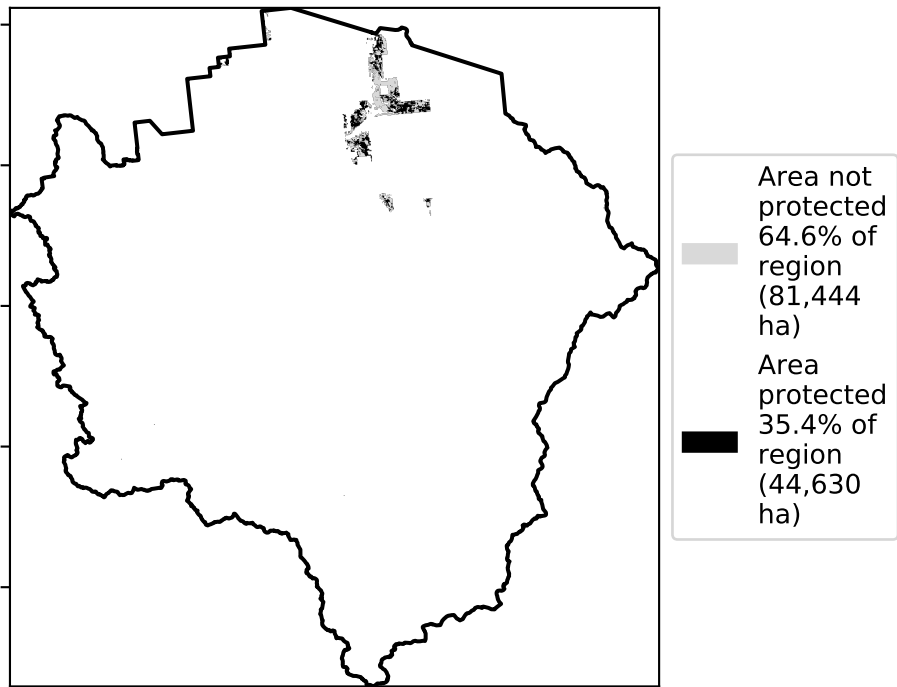 Area not
protected
64.6% of
region
(81,444
ha)
Area
protected
35.4% of
region
(44,630
ha)